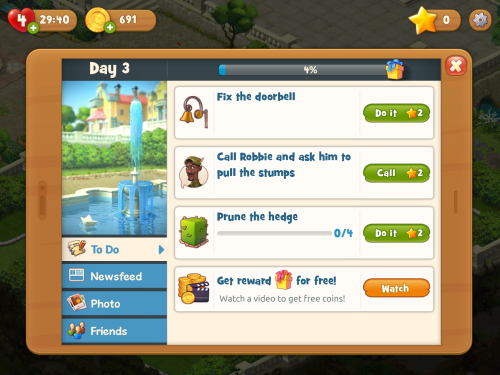 4
29:40
691
0
Day 3
4%
Fix the doorbell
Do it 2
Call Robbie and ask him to
pull the stumps
Call 2
Prune the hedge
0/4
Do it 2
Get reward for free!
Watch a video to get free coins!
Watch
To Do
Newsfeed
Photo
Friends